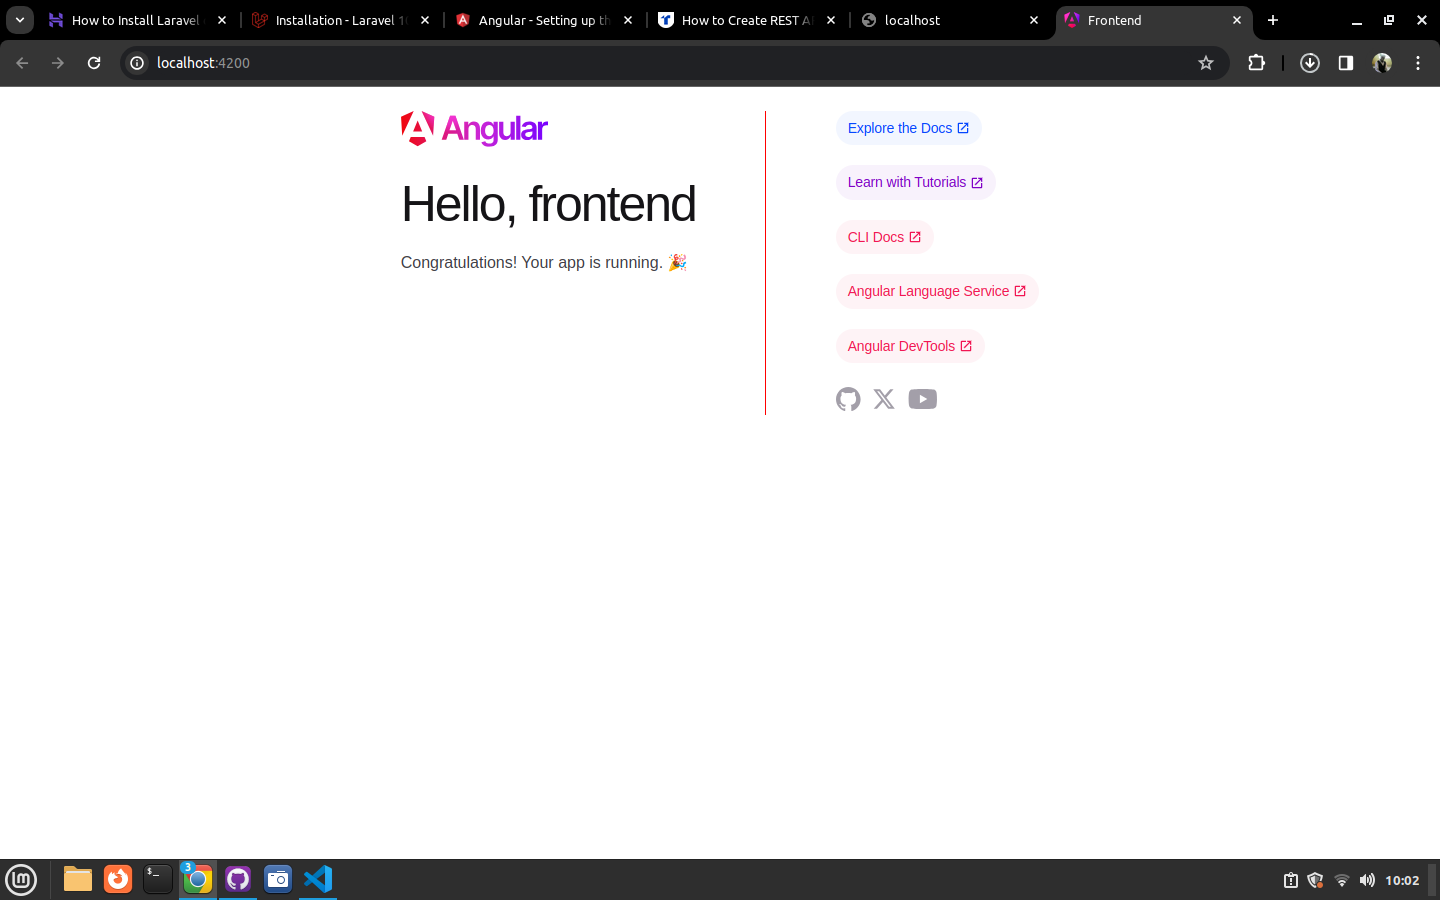 How to Install Laravel
Installation - Laravel 1
Angular - Setting up th
How to Create REST A
localhost
Frontend
localhost:4200
Angular
Hello, frontend
Congratulations! Your app is running. 🎉
Explore the Docs
Learn with Tutorials
CLI Docs
Angular Language Service
Angular DevTools
3
10:02